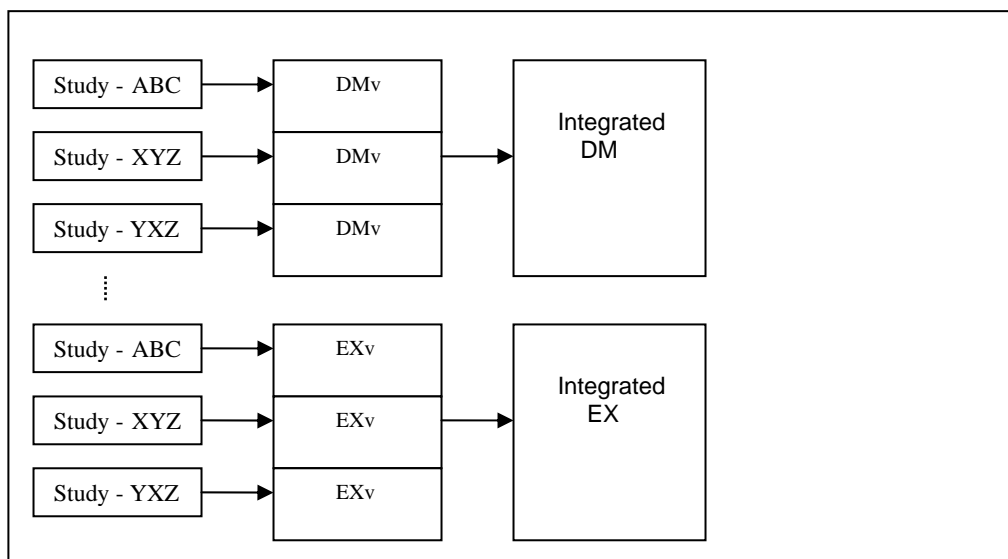 Study - ABC
DMv
Study - XYZ
DMv
Study - YXZ
DMv
Integrated
DM
Study - ABC
EXv
Study - XYZ
EXv
Study - YXZ
EXv
Integrated
EX